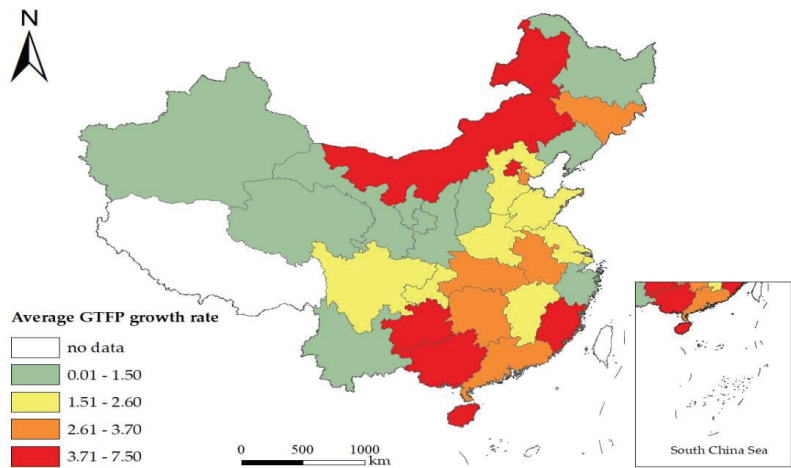 N
Average GTFP growth rate
no data
0.01 - 1.50
1.51 - 2.60
2.61 - 3.70
3.71 - 7.50
0 500 1000
km
South China Sea